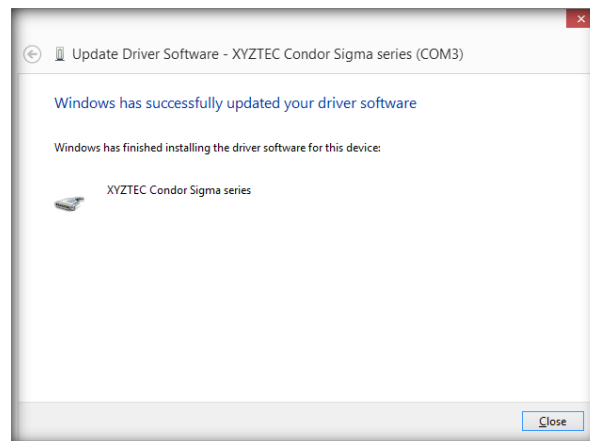 Update Driver Software - XYZTEC Condor Sigma series (COM3)
Windows has successfully updated your driver software
Windows has finished installing the driver software for this device:
XYZTEC Condor Sigma series
Close